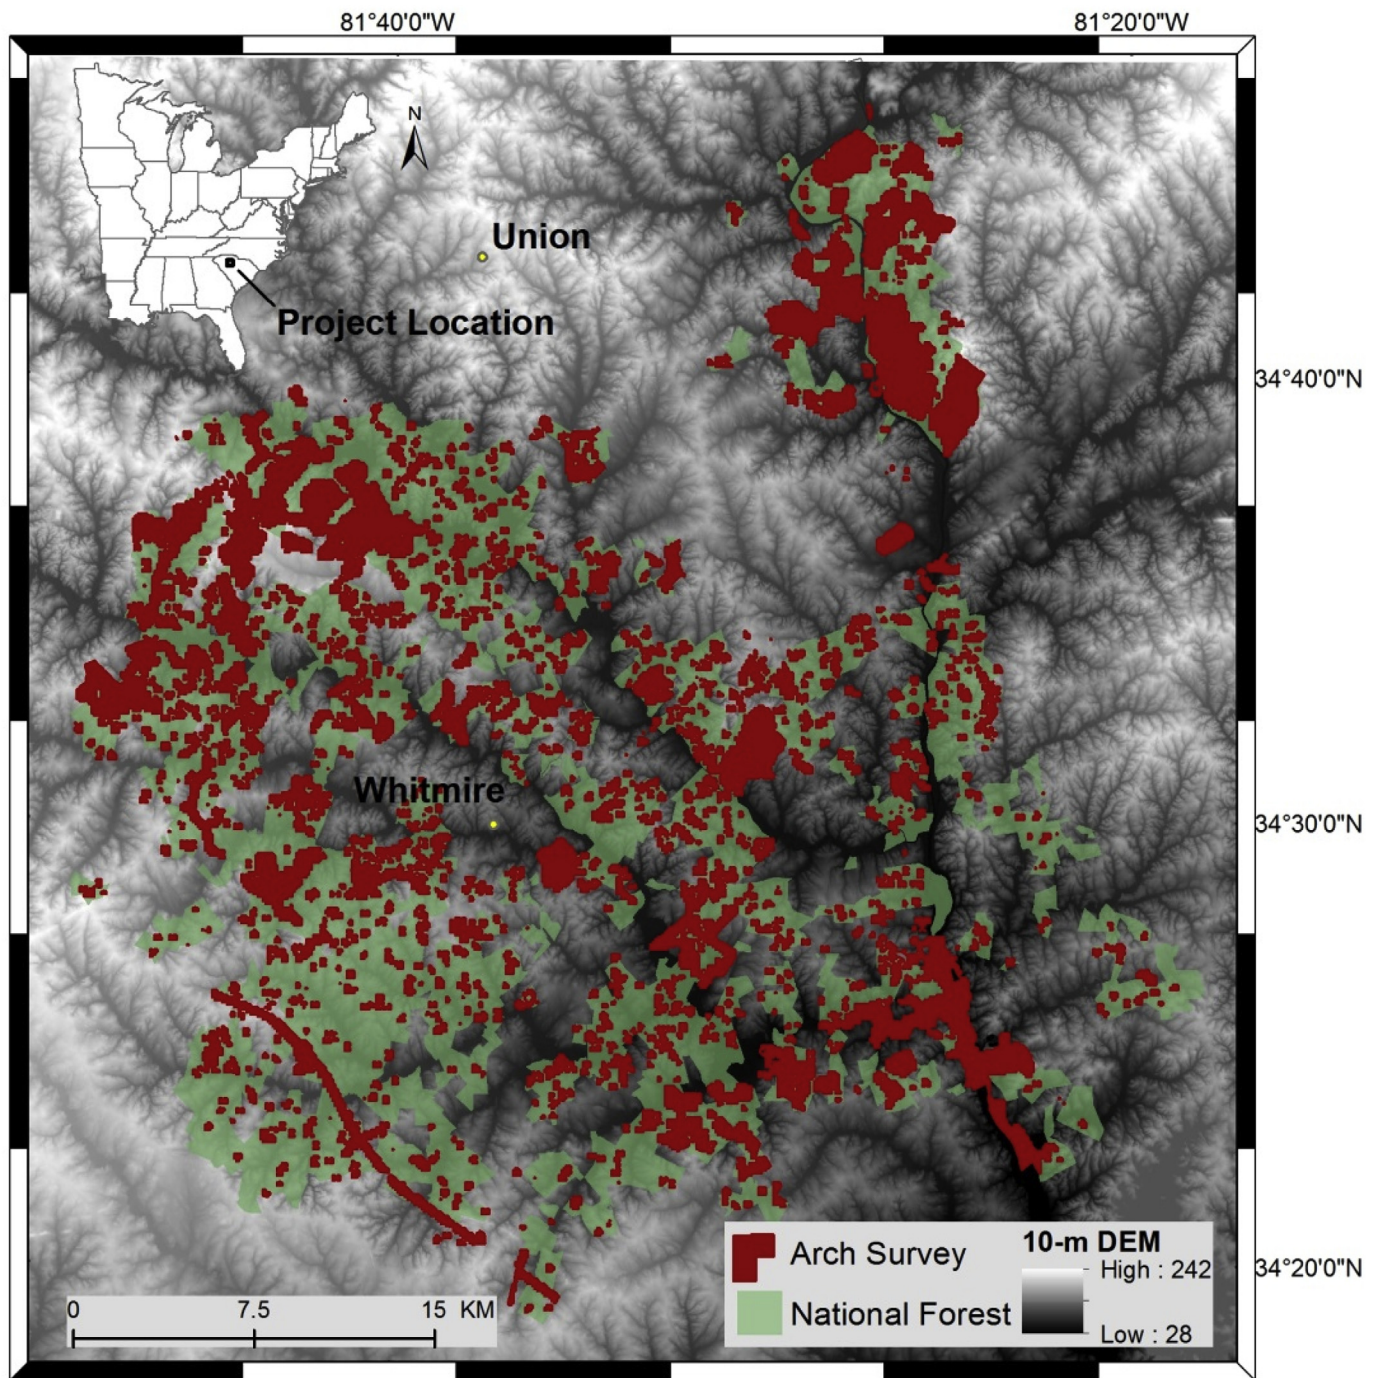 81°40'0"W
81°20'0"W
N
Union
Project Location
34°40'0"N
Whitmire
34°30'0"N
Arch Survey
National Forest
10-m DEM
High : 242
Low : 28
34°20'0"N
0 7.5 15 KM